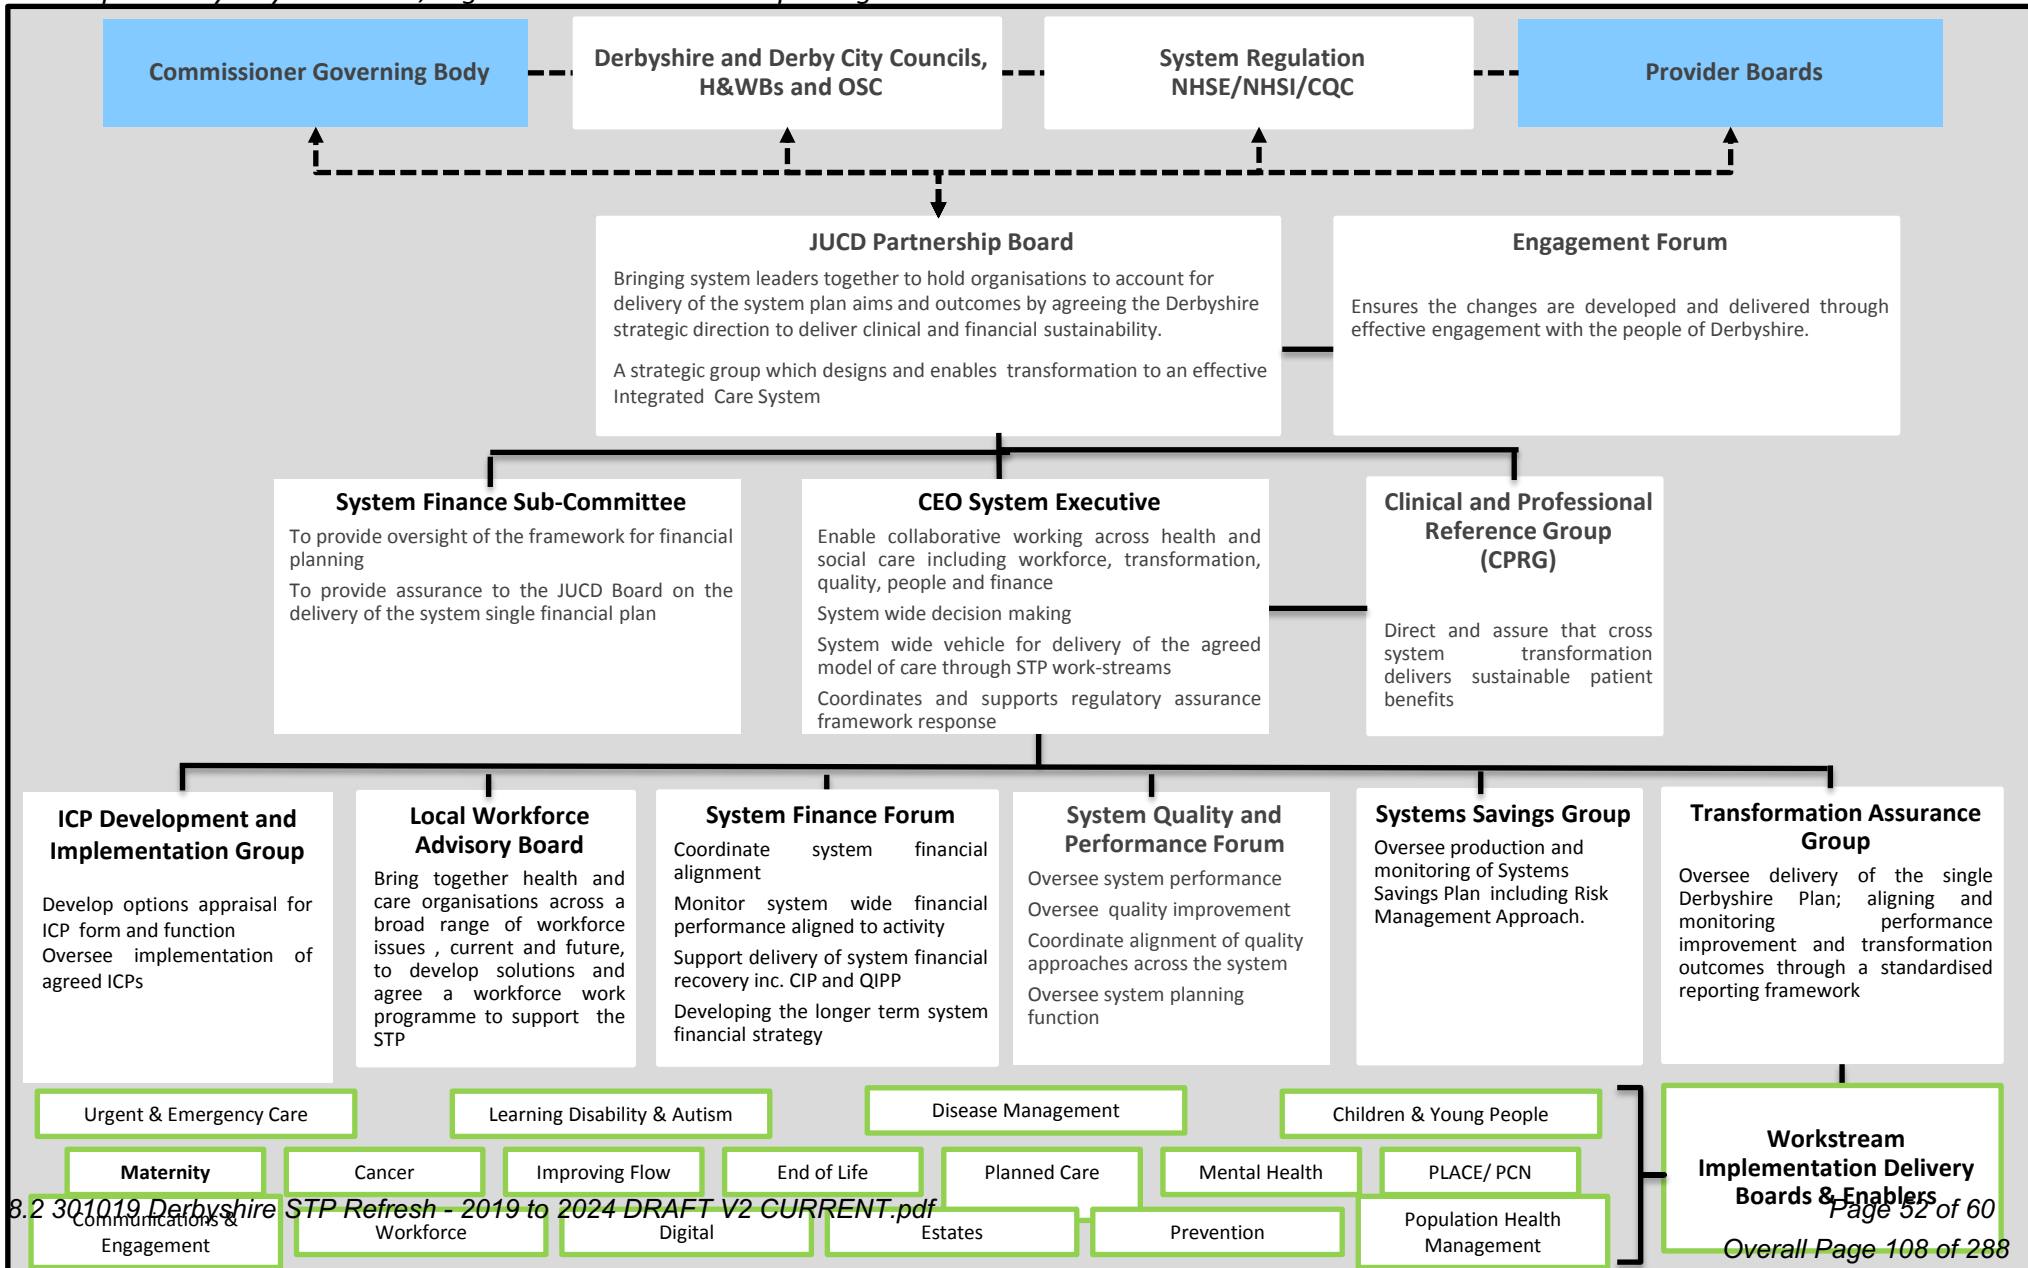 Commissioner Governing Body
Derbyshire and Derby City Councils,
H&WBs and OSC
System Regulation
NHSE/NHSI/CQC
Provider Boards
JUCD Partnership Board
Bringing system leaders together to hold organisations to account for
delivery of the system plan aims and outcomes by agreeing the Derbyshire
strategic direction to deliver clinical and financial sustainability.
A strategic group which designs and enables transformation to an effective
Integrated Care System
Engagement Forum
Ensures the changes are developed and delivered through
effective engagement with the people of Derbyshire.
System Finance Sub-Committee
To provide oversight of the framework for financial
planning
To provide assurance to the JUCD Board on the
delivery of the system single financial plan
CEO System Executive
Enable collaborative working across health and
social care including workforce, transformation,
quality, people and finance
System wide decision making
System wide vehicle for delivery of the agreed
model of care through STP work-streams
Coordinates and supports regulatory assurance
framework response
Clinical and Professional
Reference Group
(CPRG)
Direct and assure that cross
system transformation
delivers sustainable patient
benefits
ICP Development and
Implementation Group
Develop options appraisal for
ICP form and function
Oversee implementation of
agreed ICPs
Local Workforce
Advisory Board
Bring together health and
care organisations across a
broad range of workforce
issues , current and future,
to develop solutions and
agree a workforce work
programme to support the
STP
System Finance Forum
Coordinate system financial
alignment
Monitor system wide financial
performance aligned to activity
Support delivery of system financial
recovery inc. CIP and QIPP
Developing the longer term system
financial strategy
System Quality and
Performance Forum
Oversee system performance
Oversee quality improvement
Coordinate alignment of quality
approaches across the system
Oversee system planning
function
Systems Savings Group
Oversee production and
monitoring of Systems
Savings Plan including Risk
Management Approach.
Transformation Assurance
Group
Oversee delivery of the single
Derbyshire Plan; aligning and
monitoring performance
improvement and transformation
outcomes through a standardised
reporting framework
Urgent & Emergency Care
Learning Disability & Autism
Disease Management
Children & Young People
Maternity
Cancer
Improving Flow
End of Life
Planned Care
Mental Health
PLACE/ PCN
Workstream
Implementation Delivery
Boards & Enablers
Communications &
Engagement
Workforce
Digital
Estates
Prevention
Population Health
Management
8.2 301019 Derbyshire STP Refresh - 2019 to 2024 DRAFT V2 CURRENT.pdf
Page 52 of 60
Overall Page 108 of 288